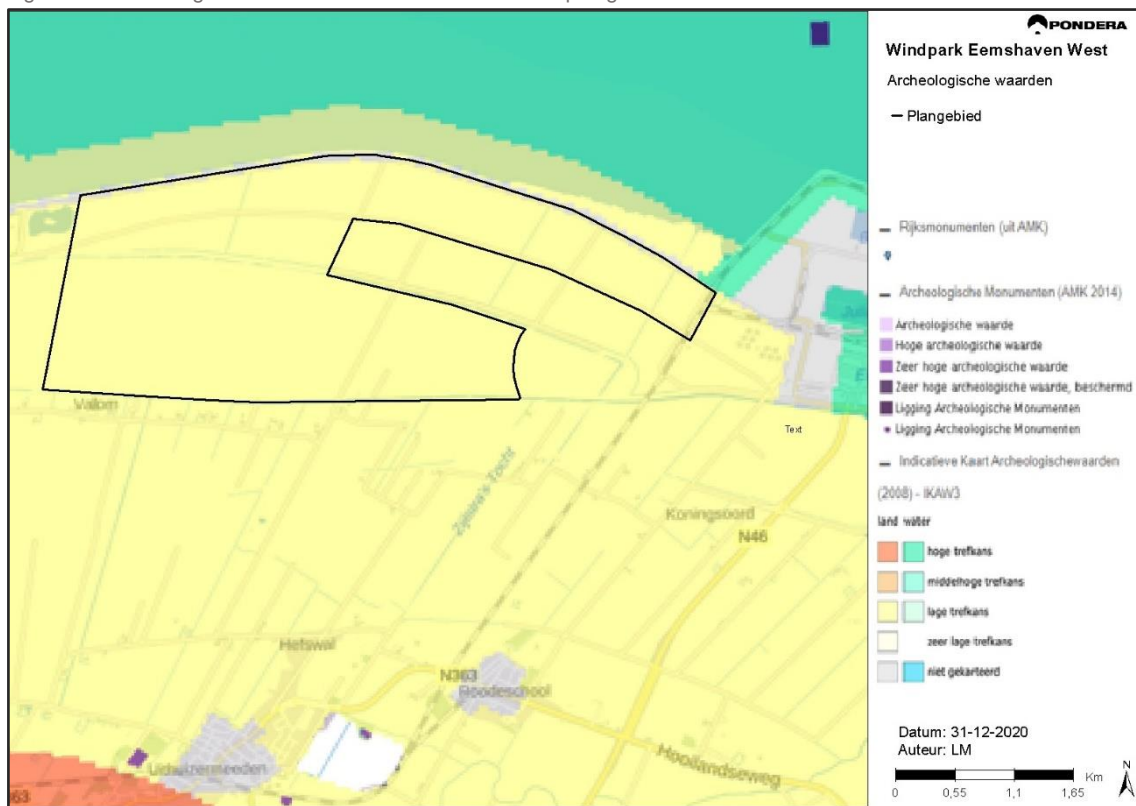 PONDERA
Windpark Eemshaven West
Archeologische waarden
Plangebied
Rijksmonumenten (uit AMK)
Archeologische Monumenten (AMK 2014)
Archeologische waarde
Hoge archeologische waarde
Zeer hoge archeologische waarde
Zeer hoge archeologische waarde, beschermd
Ligging Archeologische Monumenten
Ligging Archeologische Monumenten
Indicatieve Kaart Archeologischewaarden
(2008) - IKAW3
land water
hoge trefkans
middelhoge trefkans
lage trefkans
zeer lage trefkans
niet gekarteerd
Datum: 31-12-2020
Auteur: LM
Km
N
0 0,55 1,1 1,65
Valom
Text
Zijlstra's-Tocht
Koningsoord
N46
Hefswal
N363
Roodeschool
Uithuizermeeden
Hooilandseweg